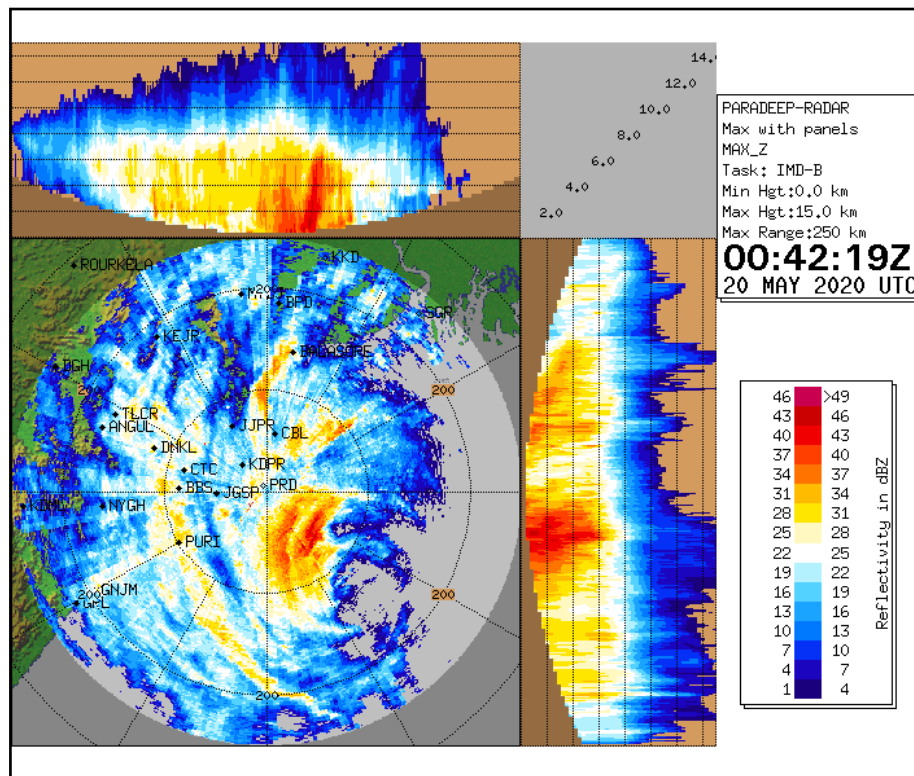 14.
12.0
10.0
8.0
6.0
4.0
2.0
PARADEEP-RADAR
Max with panels
MAX_Z
Task: IMD-B
Min Hgt:0.0 km
Max Hgt:15.0 km
Max Range:250 km
00:42:19Z
20 MAY 2020 UTC
ROURKELA
KKD
200
BPD
SGR
KEJR
BALASORE
DGH
200
200
TLCR
ANGUL
JJPR
CBL
DNKL
CTC
KDPR
BBS
JGSP
PRD
NYGH
PURI
GNJM
200
200
200
46 >49
43 46
40 43
37 40
34 37
31 34
28 31
25 28
22 25
19 22
16 19
13 16
10 13
7 10
4 7
1 4
Reflectivity in dBZ